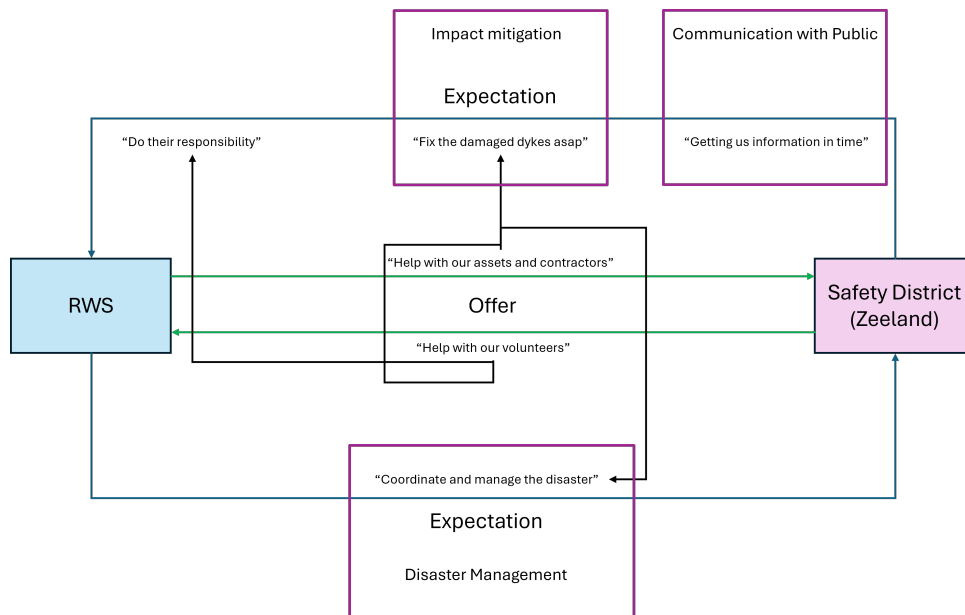 Impact mitigation
Communication with Public
Expectation
“Do their responsibility”
“Fix the damaged dykes asap”
“Getting us information in time”
“Help with our assets and contractors”
RWS
Offer
Safety District
(Zeeland)
“Help with our volunteers”
“Coordinate and manage the disaster”
Expectation
Disaster Management